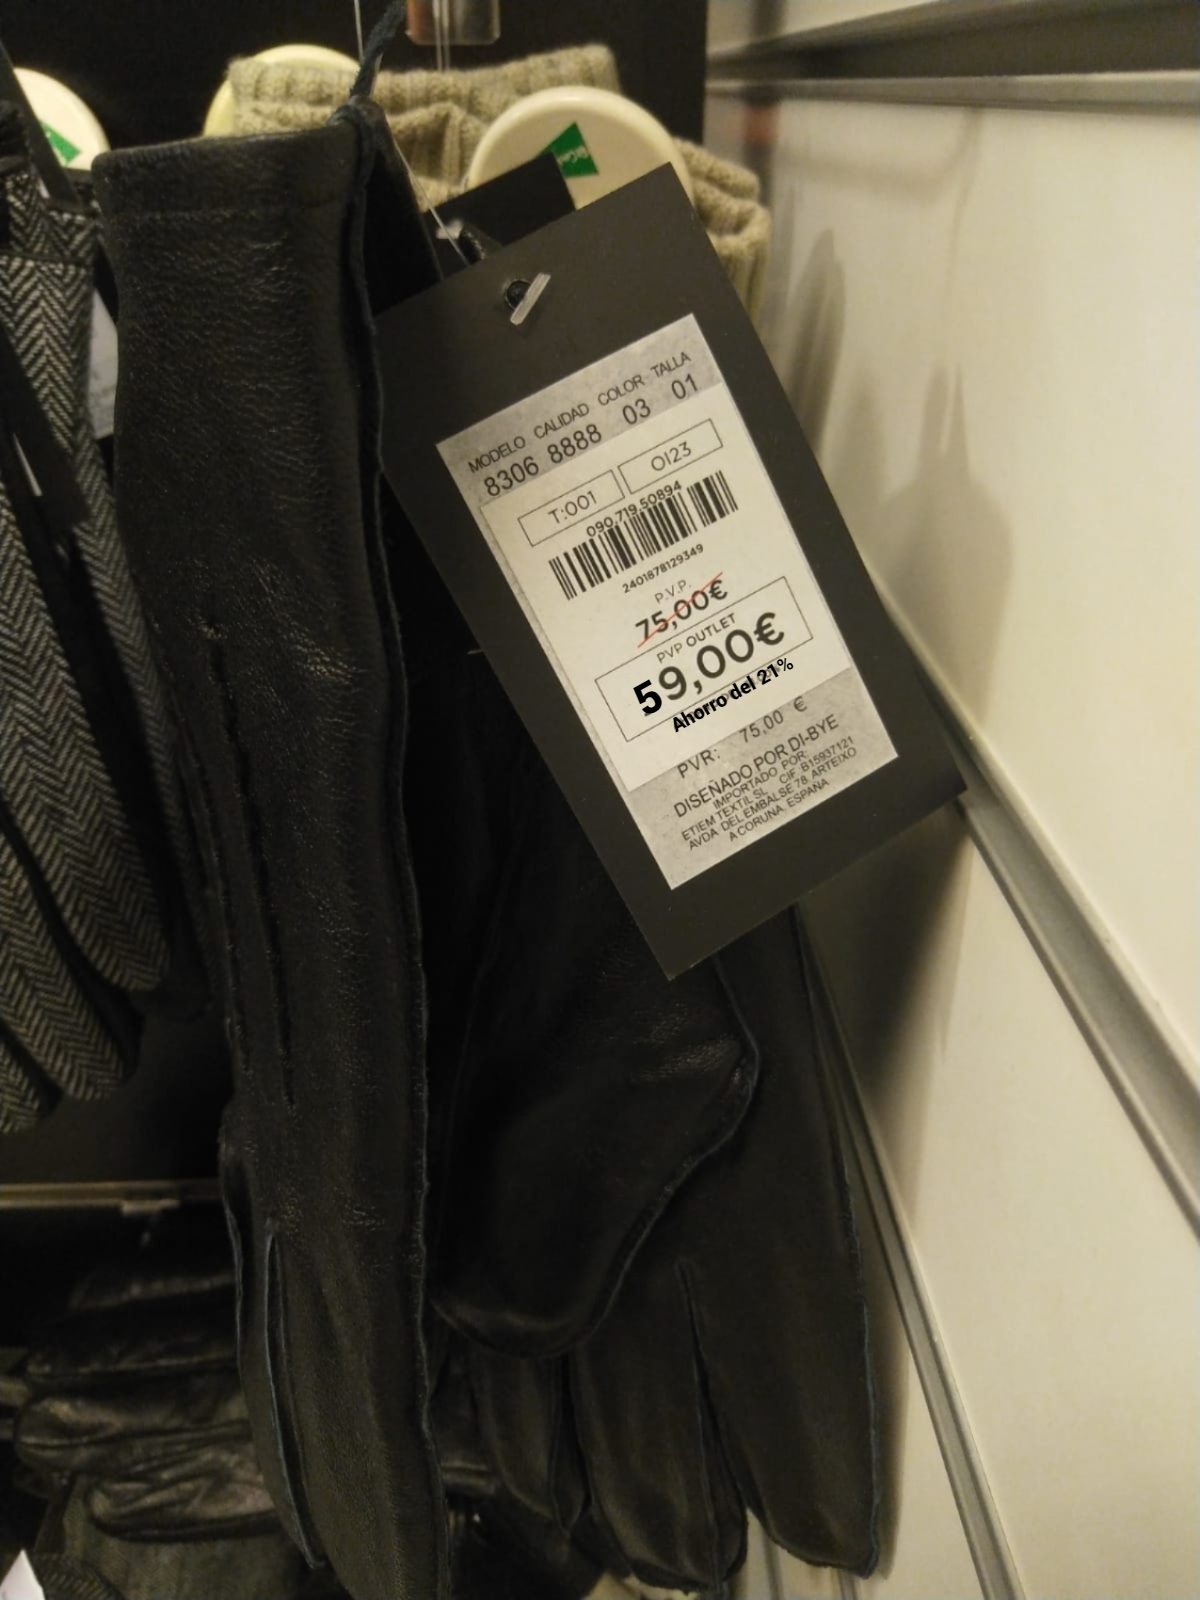 MODELO CALIDAD COLOR TALLA
8306 8888 03 01
T:001 OI23
090.719.50894
2401878129349
P.V.P.
75,00€
PVP OUTLET
59,00€
Ahorro del 21%
PVR: 75,00 €
DISEÑADO POR DI-BYE
IMPORTADO POR:
ETIEM TEXTIL SL CIF B15937121
AVDA DEL EMBALSE 78, ARTEIXO
A CORUNA, ESPANA